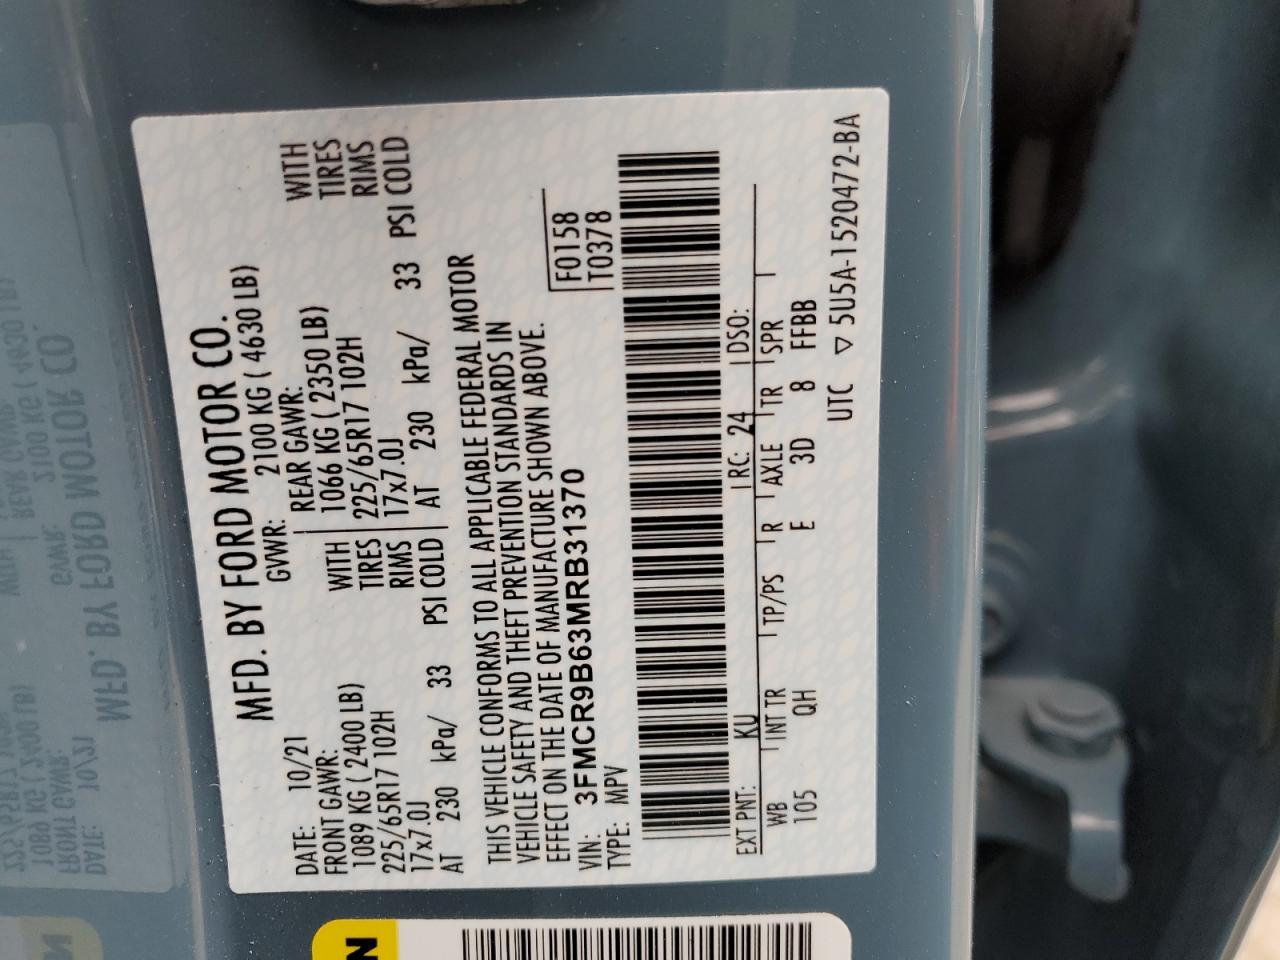 MFD. BY FORD MOTOR CO.
DATE: 10/21 GVWR: 2100 KG ( 4630 LB)
FRONT GAWR: REAR GAWR:
1089 KG ( 2400 LB) WITH 1066 KG ( 2350 LB) WITH
225/65R17 102H TIRES 225/65R17 102H TIRES
17x7.0J RIMS 17x7.0J RIMS
AT 230 kPa/ 33 PSI COLD AT 230 kPa/ 33 PSI COLD
THIS VEHICLE CONFORMS TO ALL APPLICABLE FEDERAL MOTOR
VEHICLE SAFETY AND THEFT PREVENTION STANDARDS IN
EFFECT ON THE DATE OF MANUFACTURE SHOWN ABOVE.
VIN: 3FMCR9B63MRB31370 F0158
TYPE: MPV T0378
EXT PNT: KU RC: 24 DSO:
WB INT TR TP/PS R AXLE TR SPR
105 QH E 3D 8 FFBB
UTC ▽ 5U5A-1520472-BA
N